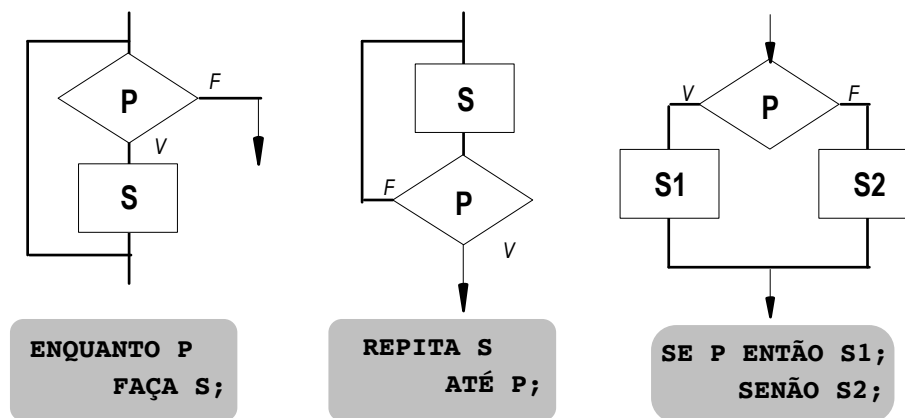 P
F
V
S
ENQUANTO P
FAÇA S;
S
F
P
V
REPITA S
ATÉ P;
V
P
F
S1
S2
SE P ENTÃO S1;
SENÃO S2;